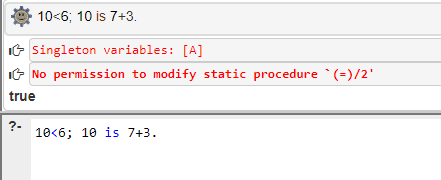 10<6; 10 is 7+3.
Singleton variables: [A]
No permission to modify static procedure `(=)/2'
true
?- 10<6; 10 is 7+3.